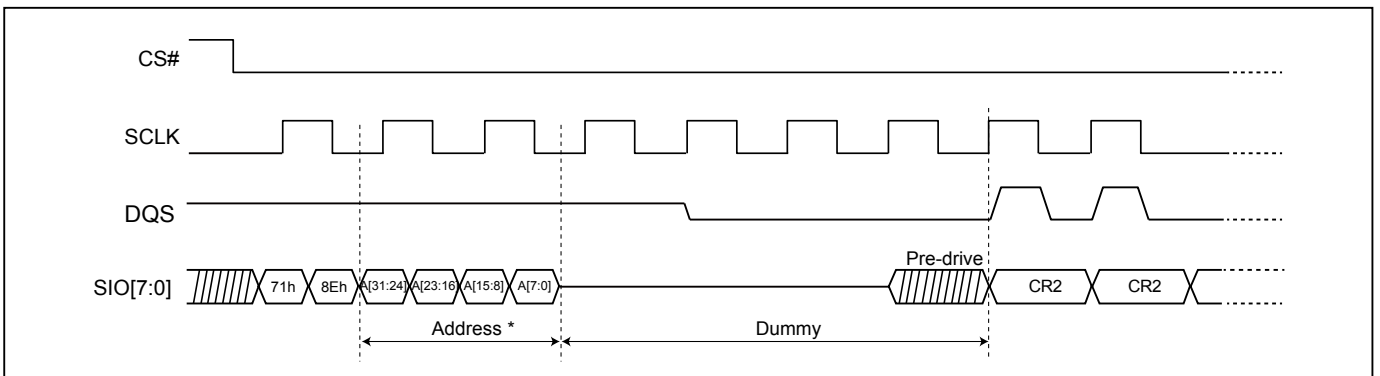 CS#
SCLK
DQS
Pre-drive
SIO[7:0] 71h 8Eh A[31:24] A[23:16] A[15:8] A[7:0] CR2 CR2
Address * Dummy